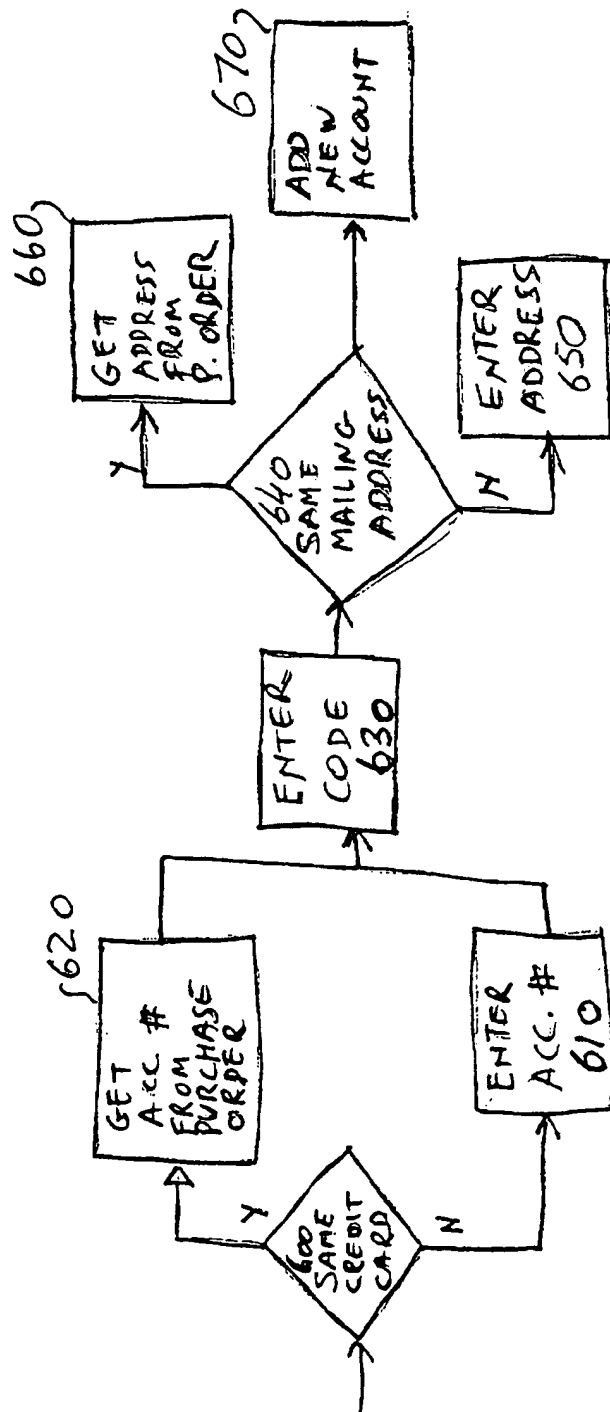 600
SAME
CREDIT
CARD
Y
N
620
GET
Acc. #
FROM
PURCHASE
ORDER
ENTER
ACC. #
610
ENTER
CODE
630
640
SAME
MAILING
ADDRESS
Y
N
660
GET
ADDRESS
FROM
P. ORDER
ENTER
ADDRESS
650
670
ADD
NEW
ACCOUNT